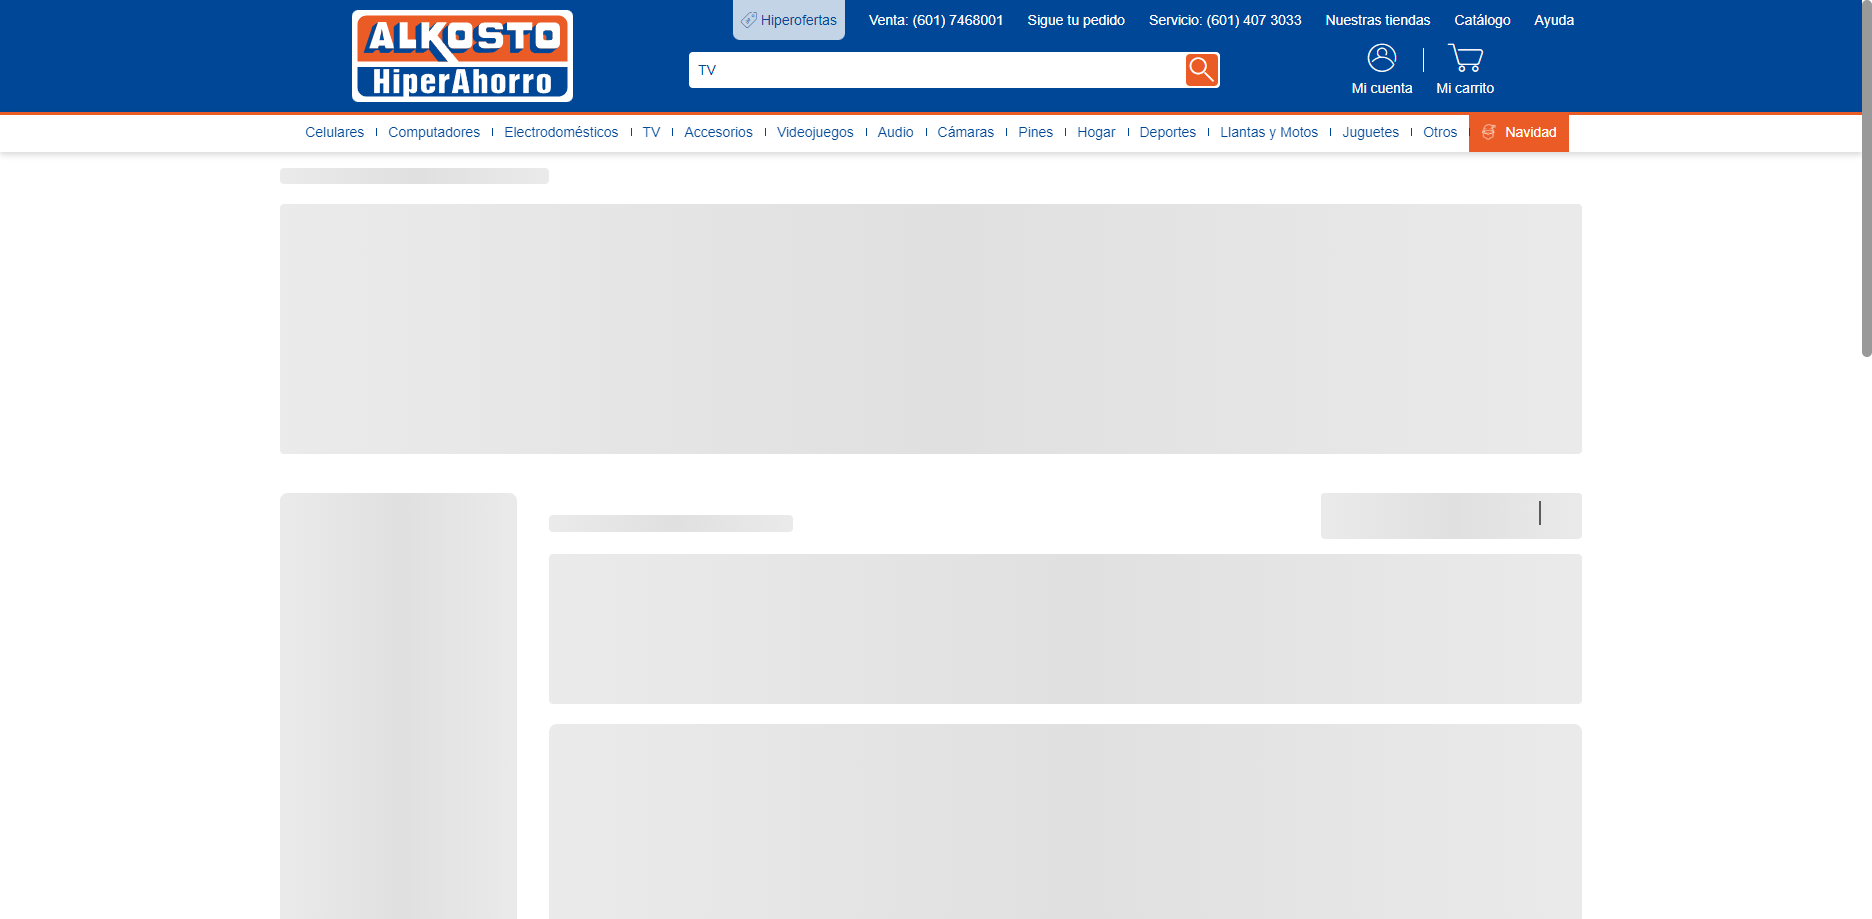 Hiperofertas
Venta: (601) 7468001
Sigue tu pedido
Servicio: (601) 407 3033
Nuestras tiendas
Catálogo
Ayuda
ALKOSTO
HiperAhorro
TV
Mi cuenta
Mi carrito
Celulares
Computadores
Electrodomésticos
TV
Accesorios
Videojuegos
Audio
Cámaras
Pines
Hogar
Deportes
Llantas y Motos
Juguetes
Otros
Navidad